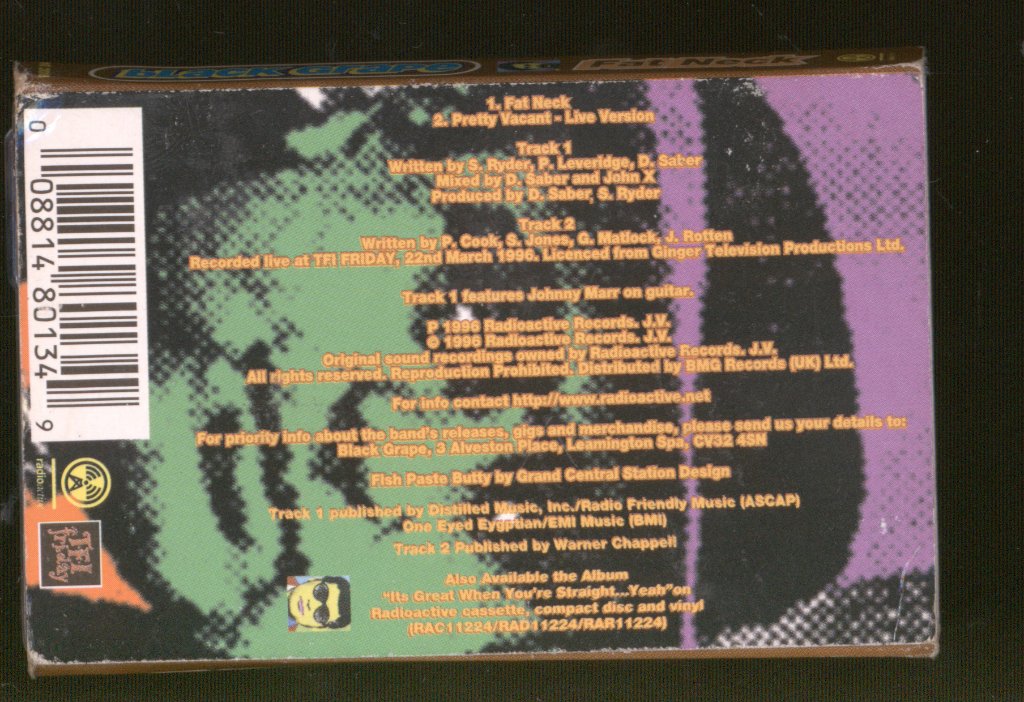 Black Grape Fat Neck
1. Fat Neck
2. Pretty Vacant - Live Version
Track 1
Written by S. Ryder, P. Leveridge, D. Saber
Mixed by D. Saber and John X
Produced by D. Saber, S. Ryder
Track 2
Written by P. Cook, S. Jones, G. Matlock, J. Rotten
Recorded live at TFI FRIDAY, 22nd March 1996. Licenced from Ginger Television Productions Ltd.
Track 1 features Johnny Marr on guitar.
P 1996 Radioactive Records. J.V.
© 1996 Radioactive Records. J.V.
Original sound recordings owned by Radioactive Records. J.V.
All rights reserved. Reproduction Prohibited. Distributed by BMG Records (UK) Ltd.
For info contact http://www.radioactive.net
For priority info about the band's releases, gigs and merchandise, please send us your details to:
Black Grape, 3 Alveston Place, Leamington Spa, CV32 4SN
Fish Paste Butty by Grand Central Station Design
Track 1 published by Distilled Music, Inc./Radio Friendly Music (ASCAP)
One Eyed Eygptian/EMI Music (BMI)
Track 2 Published by Warner Chappell
Also Available the Album
"Its Great When You're Straight...Yeah"on
Radioactive cassette, compact disc and vinyl
(RAC11224/RAD11224/RAR11224)
0 08814 80134 9
radioactive
TFI
friday